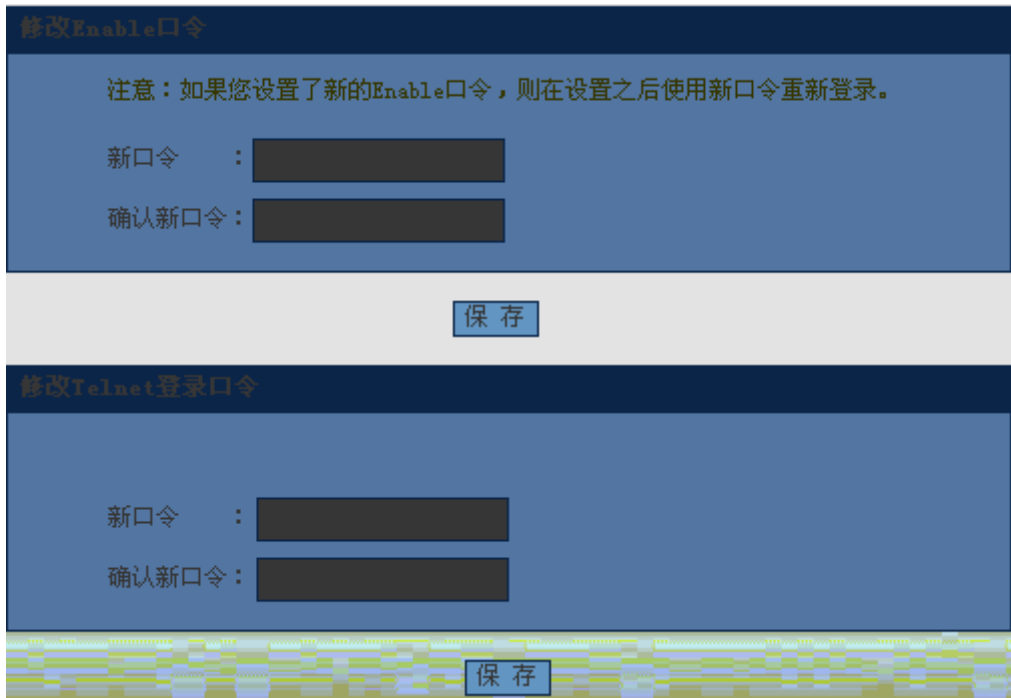 修改Enable口令
注意：如果您设置了新的Enable口令，则在设置之后使用新口令重新登录。
新口令 ：
确认新口令：
保 存
修改Telnet登录口令
新口令 ：
确认新口令：
保 存